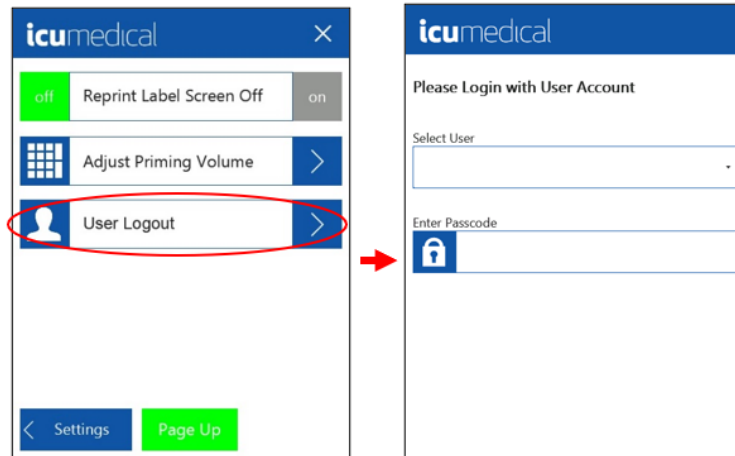 icumedical
off Reprint Label Screen Off on
Adjust Priming Volume
User Logout
Settings Page Up
icumedical
Please Login with User Account
Select User
Enter Passcode